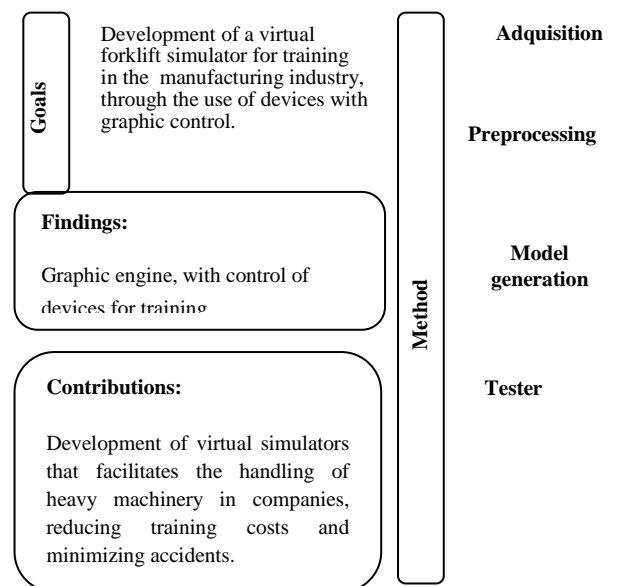 Goals
Development of a virtual
forklift simulator for training
in the manufacturing industry,
through the use of devices with
graphic control.
Findings:
Graphic engine, with control of
devices for training
Contributions:
Development of virtual simulators
that facilitates the handling of
heavy machinery in companies,
reducing training costs and
minimizing accidents.
Method
Adquisition
Preprocessing
Model
generation
Tester